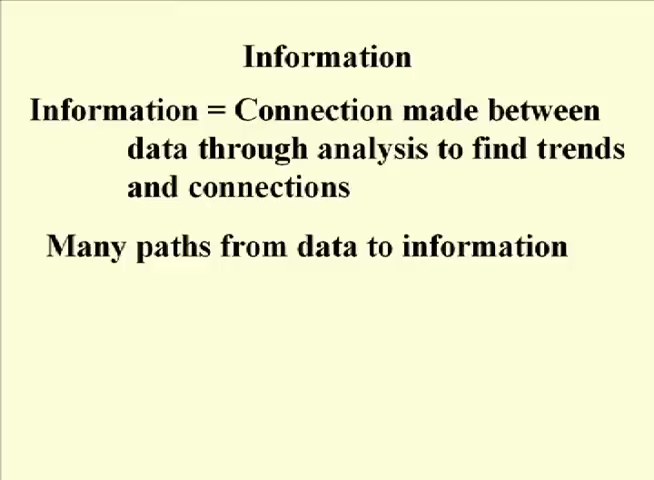 Information
Information = Connection made between
data through analysis to find trends
and connections
Many paths from data to information